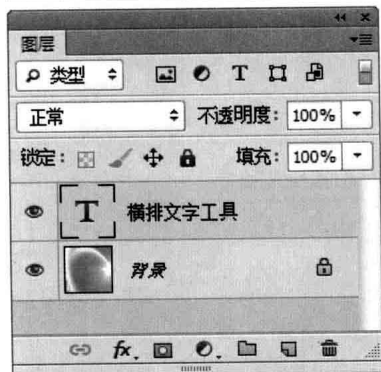 图层
类型
正常 不透明度: 100%
锁定: 填充: 100%
T 横排文字工具
背景
fx